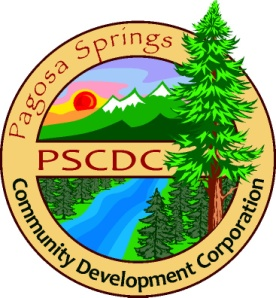 Pagosa Springs
PSCDC
Community Development Corporation